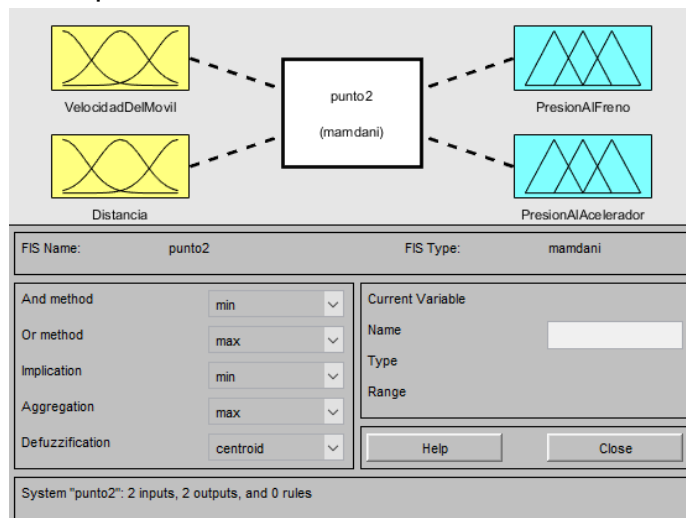 VelocidadDelMovil
Distancia
punto2
(mamdani)
PresionAlFreno
PresionAlAcelerador
FIS Name: punto2 FIS Type: mamdani
And method min
Or method max
Implication min
Aggregation max
Defuzzification centroid
Current Variable
Name
Type
Range
Help Close
System "punto2": 2 inputs, 2 outputs, and 0 rules